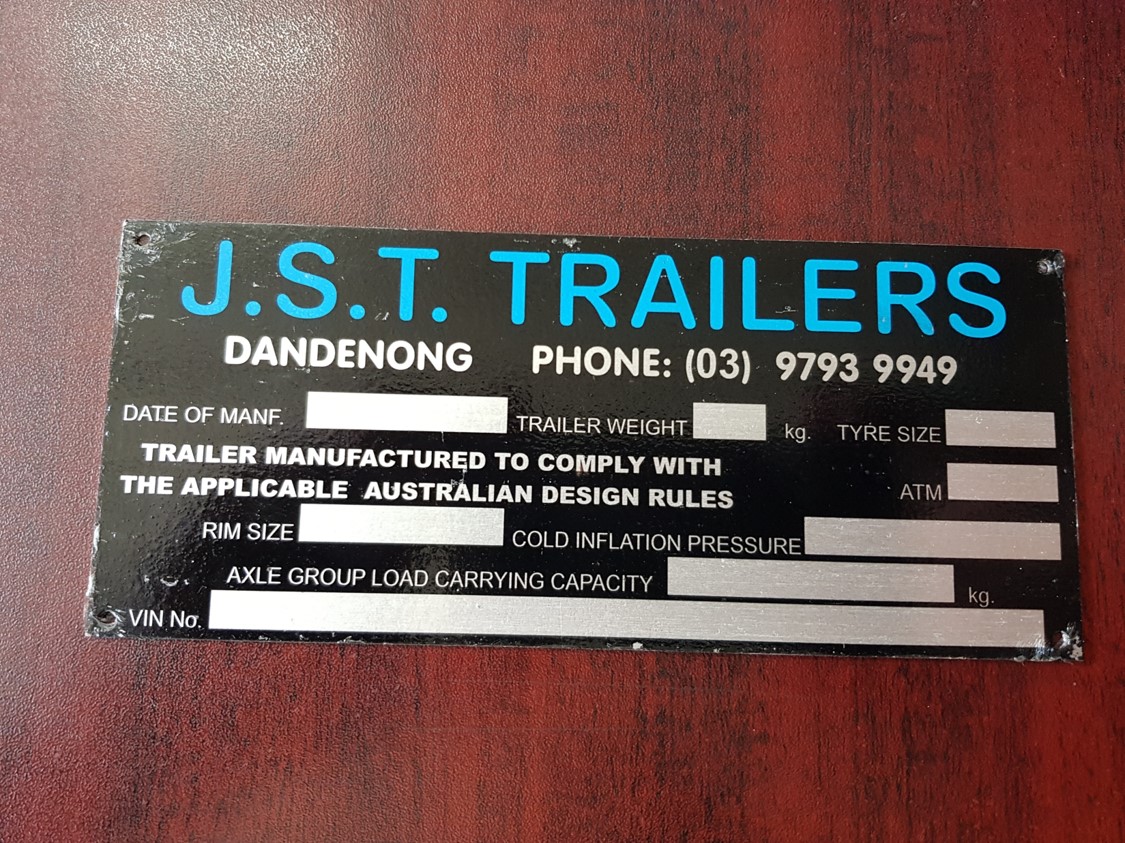 J.S.T. TRAILERS
DANDENONG PHONE: (03) 9793 9949
DATE OF MANF. TRAILER WEIGHT kg. TYRE SIZE
TRAILER MANUFACTURED TO COMPLY WITH
THE APPLICABLE AUSTRALIAN DESIGN RULES
ATM
RIM SIZE COLD INFLATION PRESSURE
AXLE GROUP LOAD CARRYING CAPACITY kg.
VIN No.